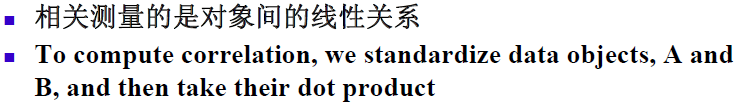 相关测量的是对象间的线性关系
To compute correlation, we standardize data objects, A and
B, and then take their dot product